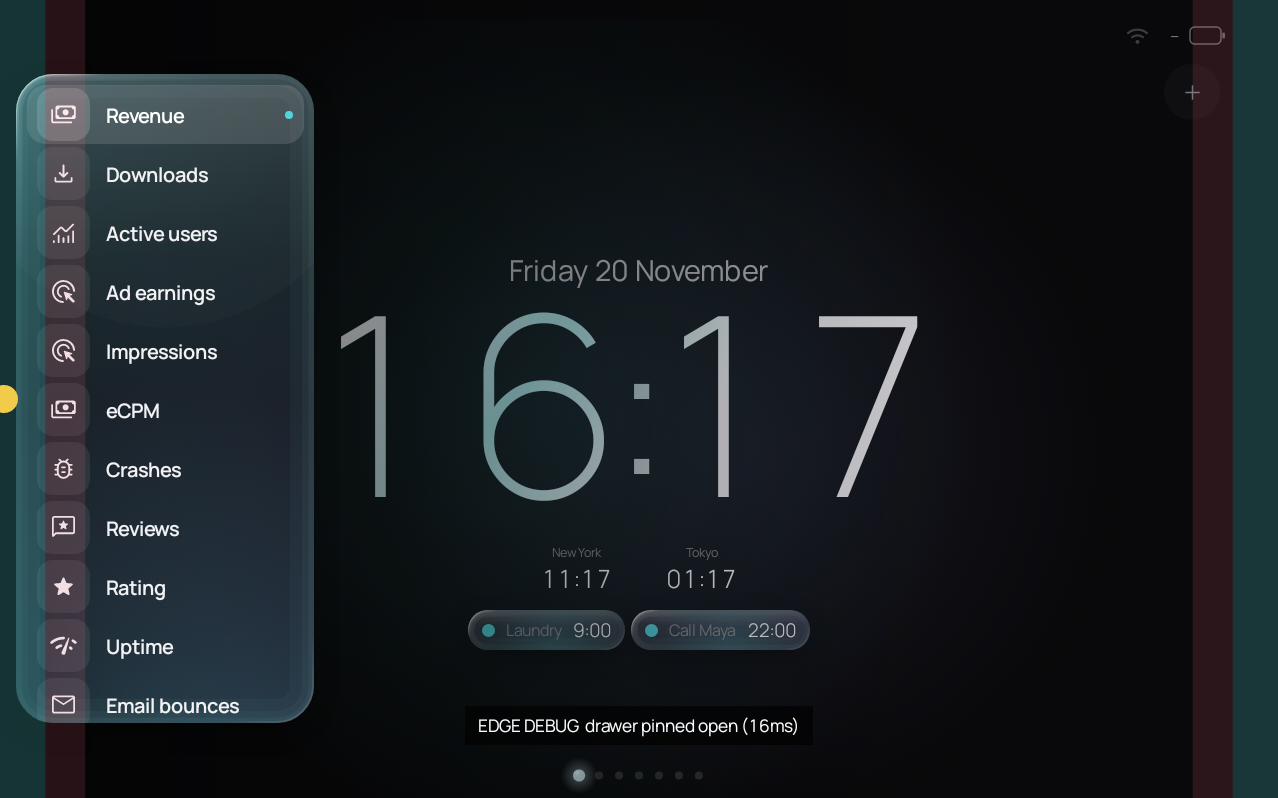 –
+
Revenue
Downloads
Active users
Ad earnings
Impressions
eCPM
Crashes
Reviews
Rating
Uptime
Email bounces
Friday 20 November
16:17
New York
11:17
Tokyo
01:17
Laundry 9:00
Call Maya 22:00
EDGE DEBUG drawer pinned open (16ms)